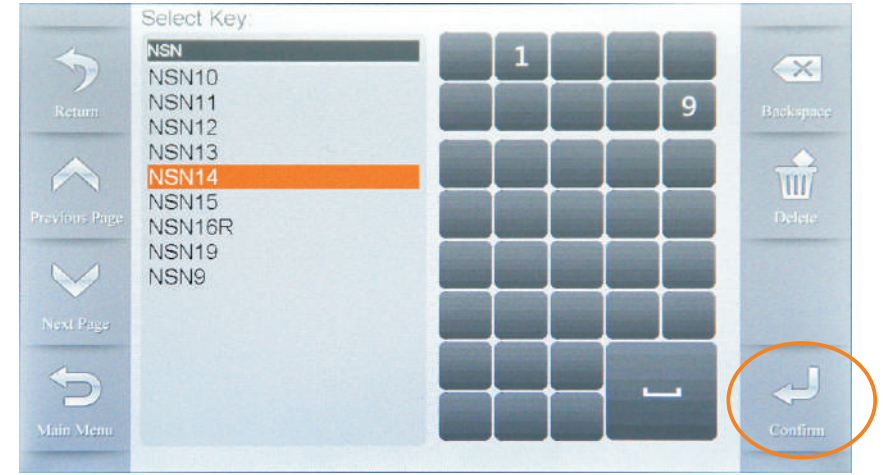 Select Key:
NSN
NSN10
NSN11
NSN12
NSN13
NSN14
NSN15
NSN16R
NSN19
NSN9
1
9
Return
Previous Page
Next Page
Main Menu
Backspace
Delete
Confirm